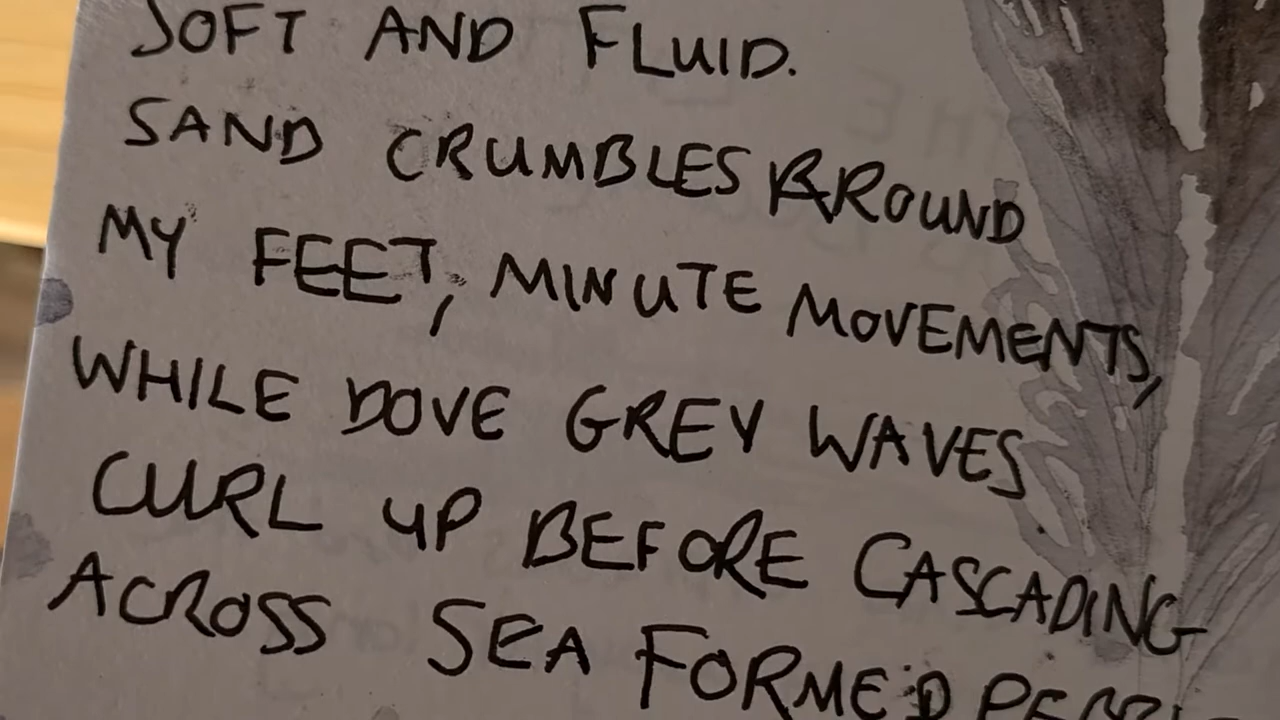 SOFT AND FLUID.
SAND CRUMBLES AROUND
MY FEET, MINUTE MOVEMENTS,
WHILE DOVE GREY WAVES
CURL UP BEFORE CASCADING
ACROSS SEA FORMED